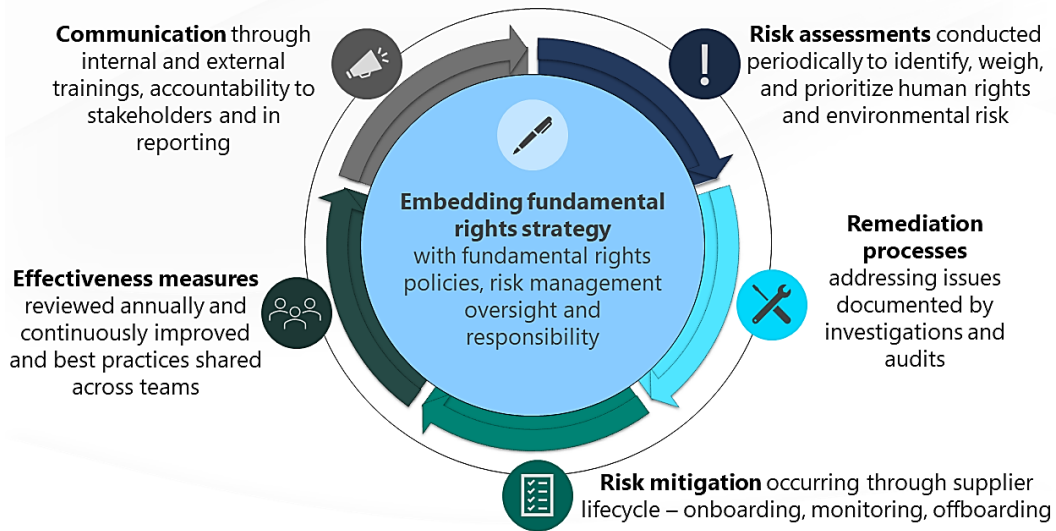 Communication through
internal and external
trainings, accountability to
stakeholders and in
reporting
Risk assessments conducted
periodically to identify, weigh,
and prioritize human rights
and environmental risk
Embedding fundamental
rights strategy
with fundamental rights
policies, risk management
oversight and
responsibility
Remediation
processes
addressing issues
documented by
investigations and
audits
Effectiveness measures
reviewed annually and
continuously improved
and best practices shared
across teams
Risk mitigation occurring through supplier
lifecycle – onboarding, monitoring, offboarding